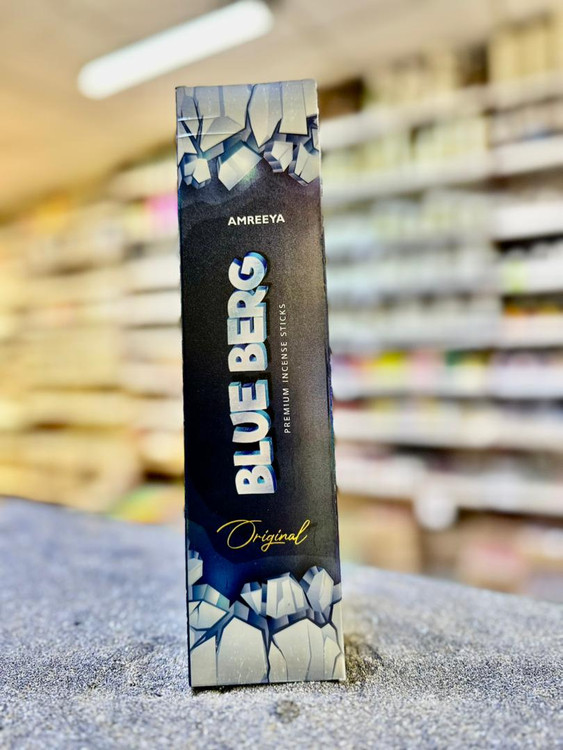 AMREEYA
BLUE BERG
PREMIUM INCENSE STICKS
Original